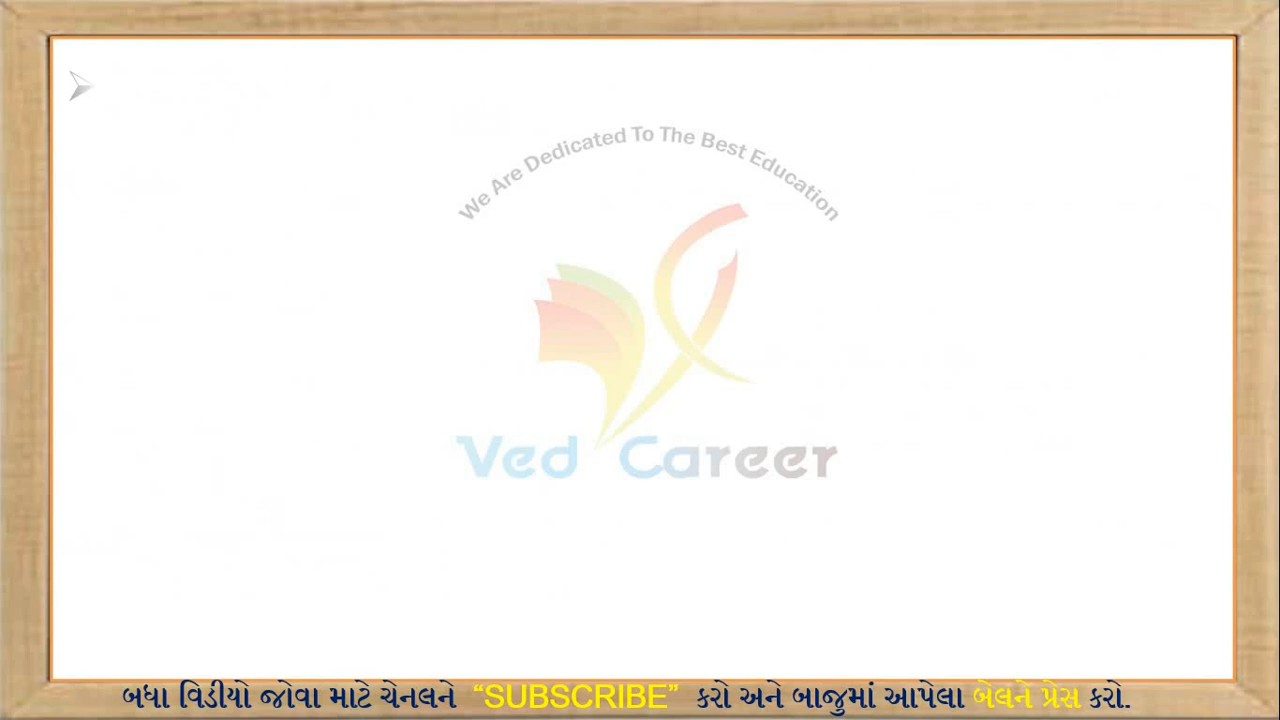 We Are Dedicated To The Best Education
Ved Career
બધા વિડીયો જોવા માટે ચેનલને “SUBSCRIBE” કરો અને બાજુમાં આપેલા બેલને પ્રેસ કરો.